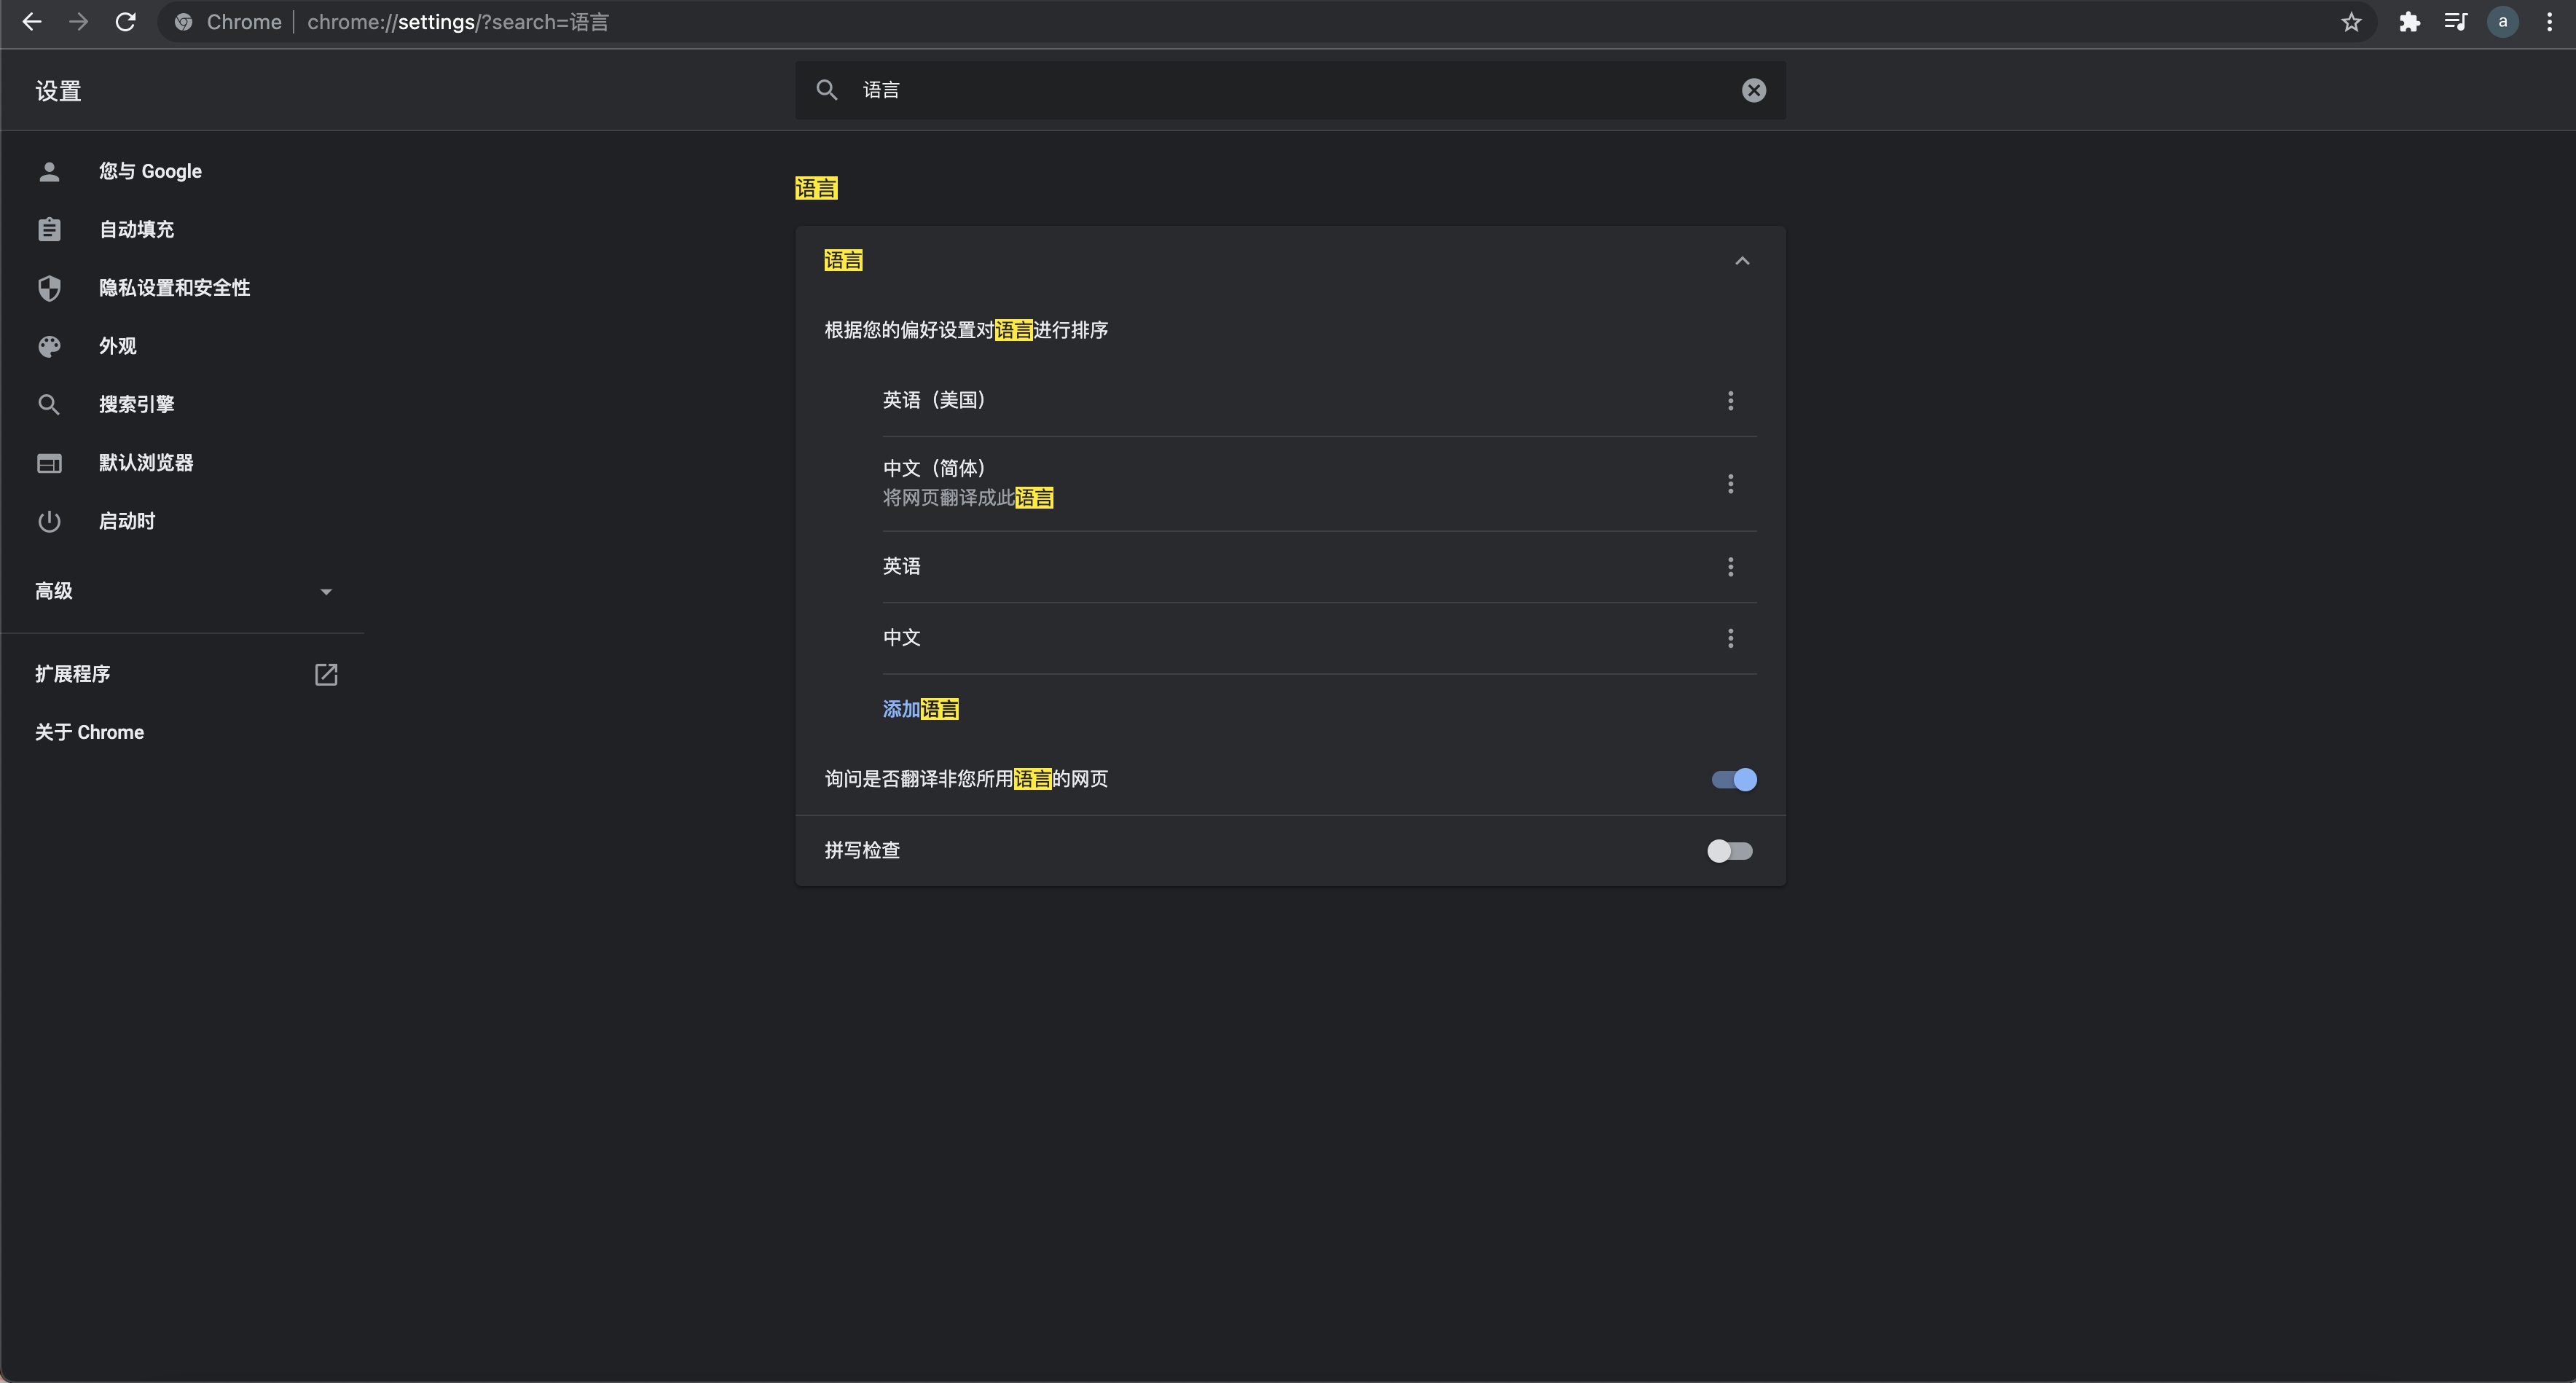 Chrome | chrome://settings/?search=语言
a
设置
语言
您与 Google
自动填充
隐私设置和安全性
外观
搜索引擎
默认浏览器
启动时
高级
扩展程序
关于 Chrome
语言
语言
根据您的偏好设置对语言进行排序
英语（美国）
中文（简体）
将网页翻译成此语言
英语
中文
添加语言
询问是否翻译非您所用语言的网页
拼写检查